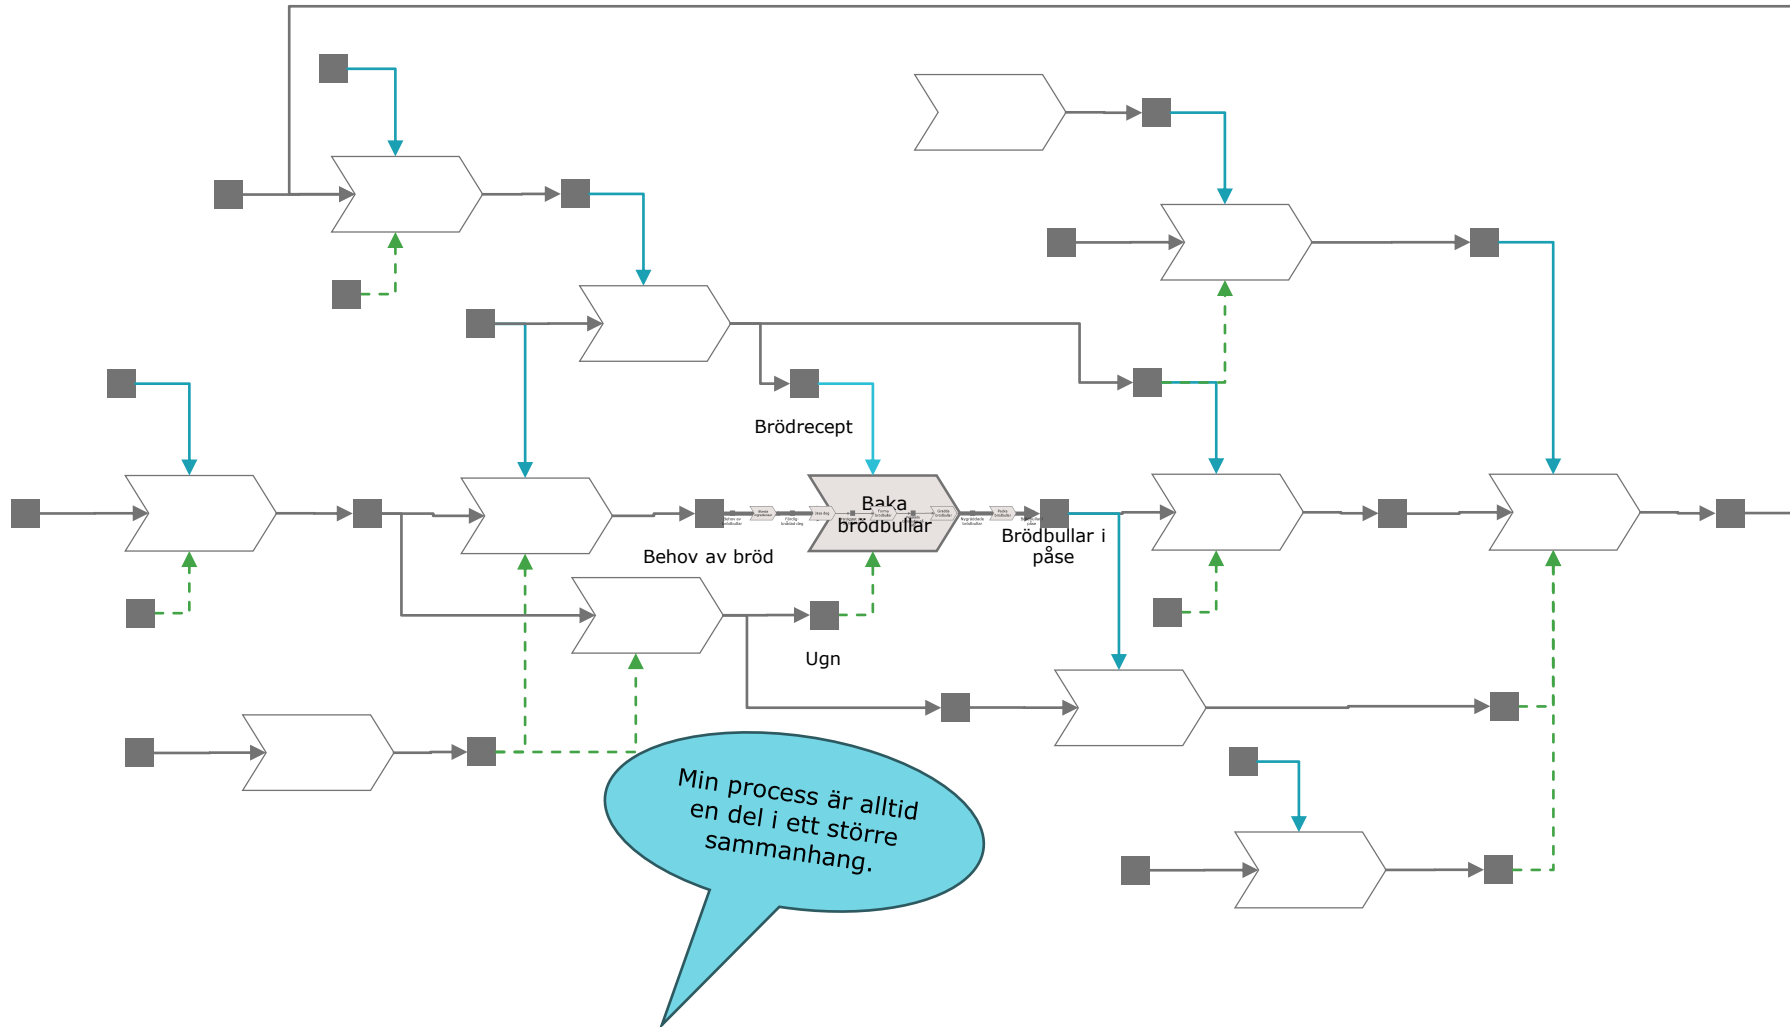 Brödrecept
Baka
brödbullar
Behov av bröd
Brödbullar i
påse
Ugn
Min process är alltid
en del i ett större
sammanhang.